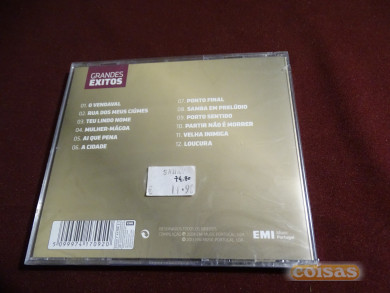 GRANDES
ÊXITOS
01. O VENDAVAL
02. RUA DOS MEUS CIÚMES
03. TEU LINDO NOME
04. MULHER-MÁGOA
05. AI QUE PENA
06. A CIDADE
07. PONTO FINAL
08. SAMBA EM PRELÚDIO
09. PORTO SENTIDO
10. PARTIR NÃO É MORRER
11. VELHA INIMIGA
12. LOUCURA
EMI
coisas